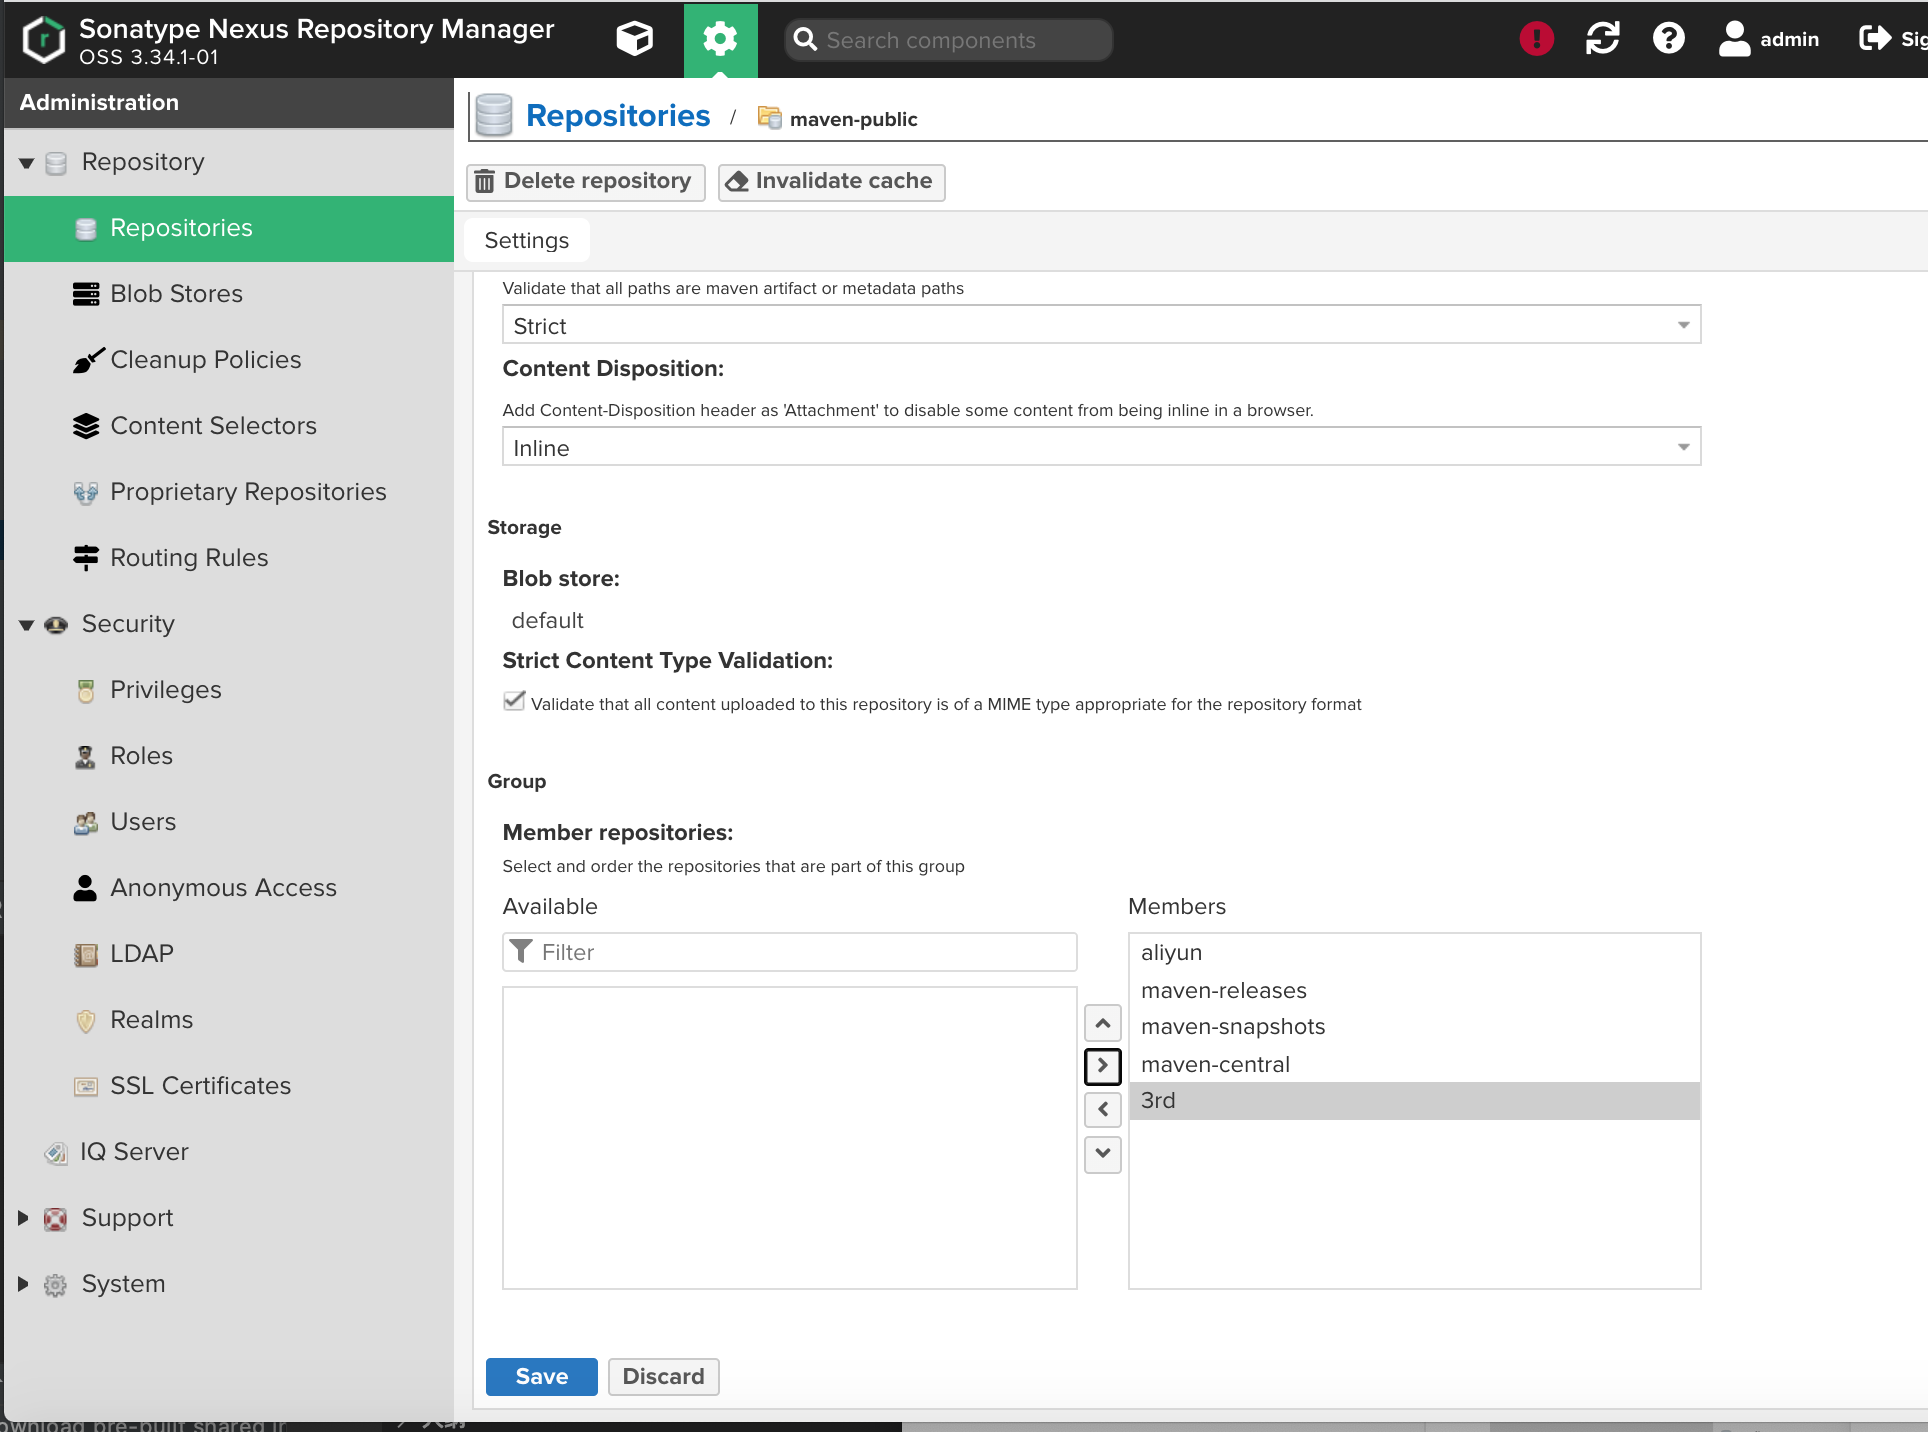 Sonatype Nexus Repository Manager
OSS 3.34.1-01
Search components
admin
Administration
Repository
Repositories
Blob Stores
Cleanup Policies
Content Selectors
Proprietary Repositories
Routing Rules
Security
Privileges
Roles
Users
Anonymous Access
LDAP
Realms
SSL Certificates
IQ Server
Support
System
Repositories / maven-public
Delete repository
Invalidate cache
Settings
Validate that all paths are maven artifact or metadata paths
Strict
Content Disposition:
Add Content-Disposition header as 'Attachment' to disable some content from being inline in a browser.
Inline
Storage
Blob store:
default
Strict Content Type Validation:
Validate that all content uploaded to this repository is of a MIME type appropriate for the repository format
Group
Member repositories:
Select and order the repositories that are part of this group
Available
Filter
Members
aliyun
maven-releases
maven-snapshots
maven-central
3rd
Save
Discard